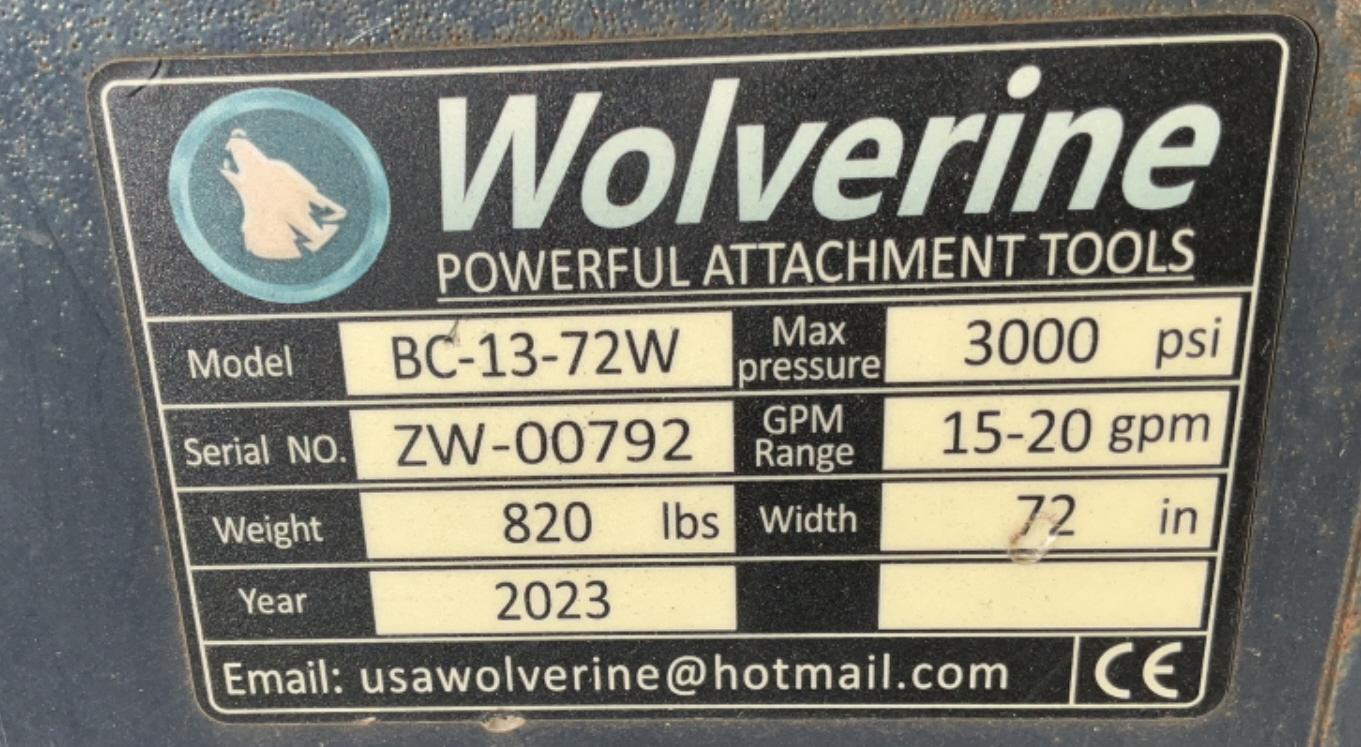 Wolverine
POWERFUL ATTACHMENT TOOLS
Model BC-13-72W Max pressure 3000 psi
Serial NO. ZW-00792 GPM Range 15-20 gpm
Weight 820 lbs Width 72 in
Year 2023
Email: usawolverine@hotmail.com CE